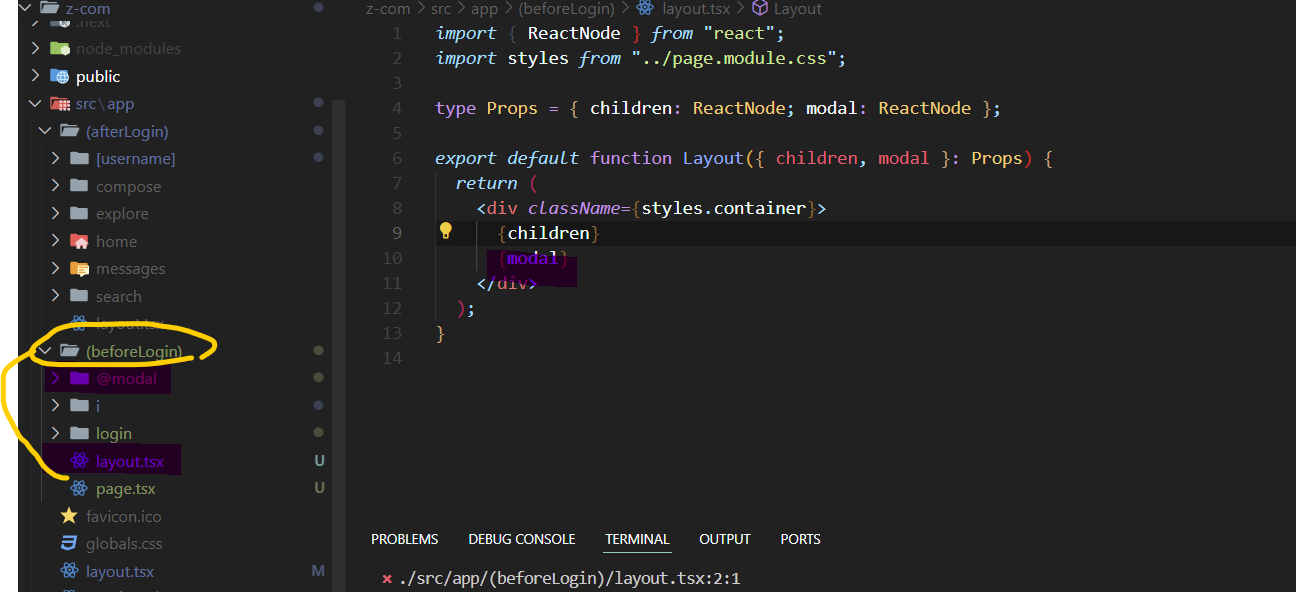 z-com
.next
node_modules
public
src\app
(afterLogin)
[username]
compose
explore
home
messages
search
layout.tsx
(beforeLogin)
@modal
i
login
layout.tsx U
page.tsx U
favicon.ico
globals.css
layout.tsx M
z-com > src > app > (beforeLogin) > layout.tsx > Layout
1 import { ReactNode } from "react";
2 import styles from "../page.module.css";
3
4 type Props = { children: ReactNode; modal: ReactNode };
5
6 export default function Layout({ children, modal }: Props) {
7 return (
8 <div className={styles.container}>
9 {children}
10 {modal}
11 </div>
12 );
13 }
14
PROBLEMS DEBUG CONSOLE TERMINAL OUTPUT PORTS
× ./src/app/(beforeLogin)/layout.tsx:2:1